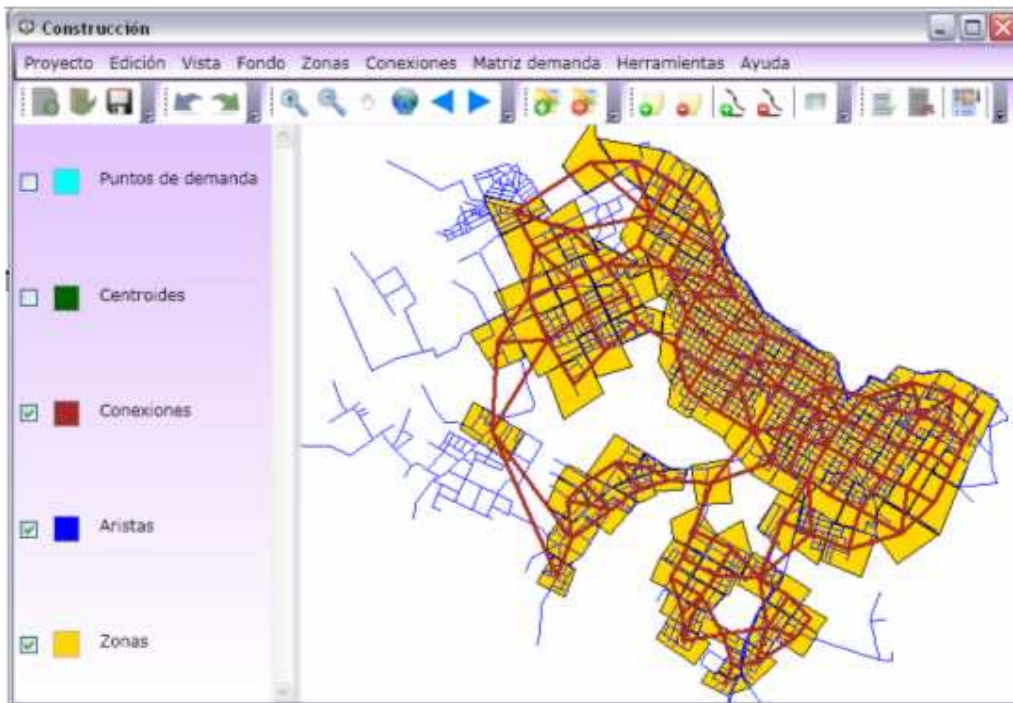 Construcción
Proyecto Edición Vista Fondo Zonas Conexiones Matriz demanda Herramientas Ayuda
Puntos de demanda
Centroides
Conexiones
Aristas
Zonas